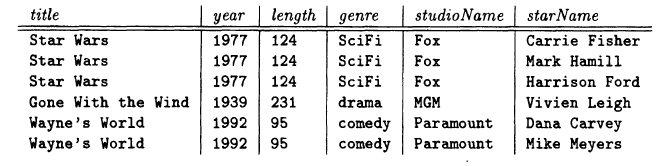 title year length genre studioName starName
Star Wars 1977 124 SciFi Fox Carrie Fisher
Star Wars 1977 124 SciFi Fox Mark Hamill
Star Wars 1977 124 SciFi Fox Harrison Ford
Gone With the Wind 1939 231 drama MGM Vivien Leigh
Wayne's World 1992 95 comedy Paramount Dana Carvey
Wayne's World 1992 95 comedy Paramount Mike Meyers